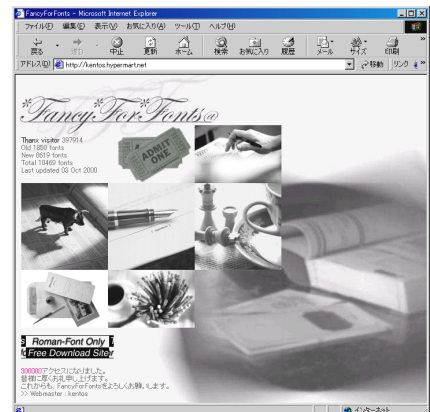 FancyForFonts - Microsoft Internet Explorer
ファイル(F) 編集(E) 表示(V) お気に入り(A) ツール(T) ヘルプ(H)
戻る 進む 中止 更新 ホーム 検索 お気に入り 履歴 メール サイズ 印刷
アドレス(D) http://kentos.hypermart.net 移動 リンク
*Fancy*For*Fonts@
Thanx visitor 397914
Old 1850 fonts
New 8619 fonts
Total 10469 fonts
Last updated 03 Oct 2000
ADMIT
ONE
Roman-Font Only
Free Download Site
300000アクセスになりました。
皆様に厚くお礼申し上げます。
これからも、FancyForFontsをよろしくお願いします。
>> Webmaster : kentos
インターネット